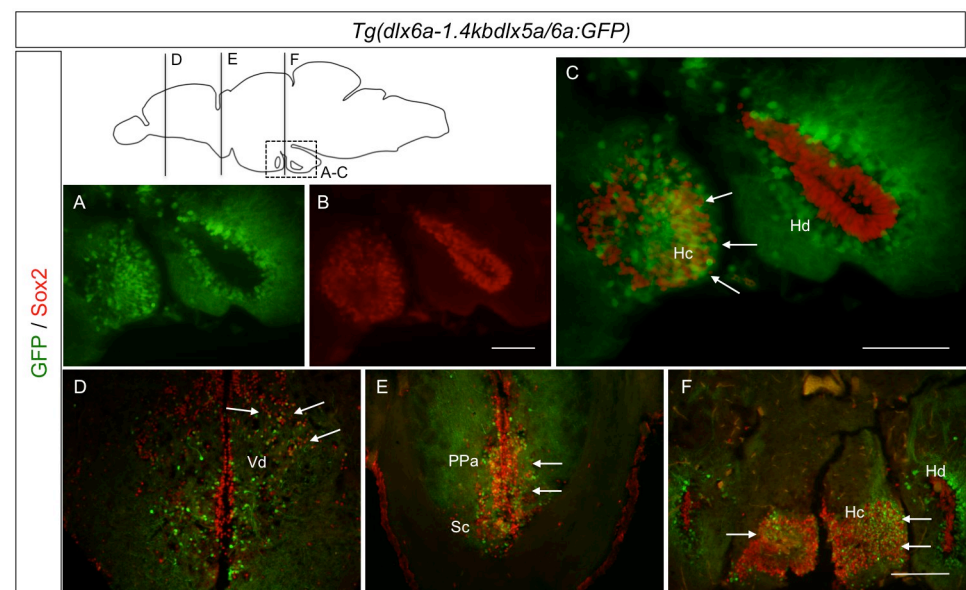 Tg(dlx6a-1.4kbdlx5a/6a:GFP)
GFP / Sox2
D
E
F
A-C
A
B
C
Hc
Hd
D
Vd
E
PPa
Sc
F
Hc
Hd